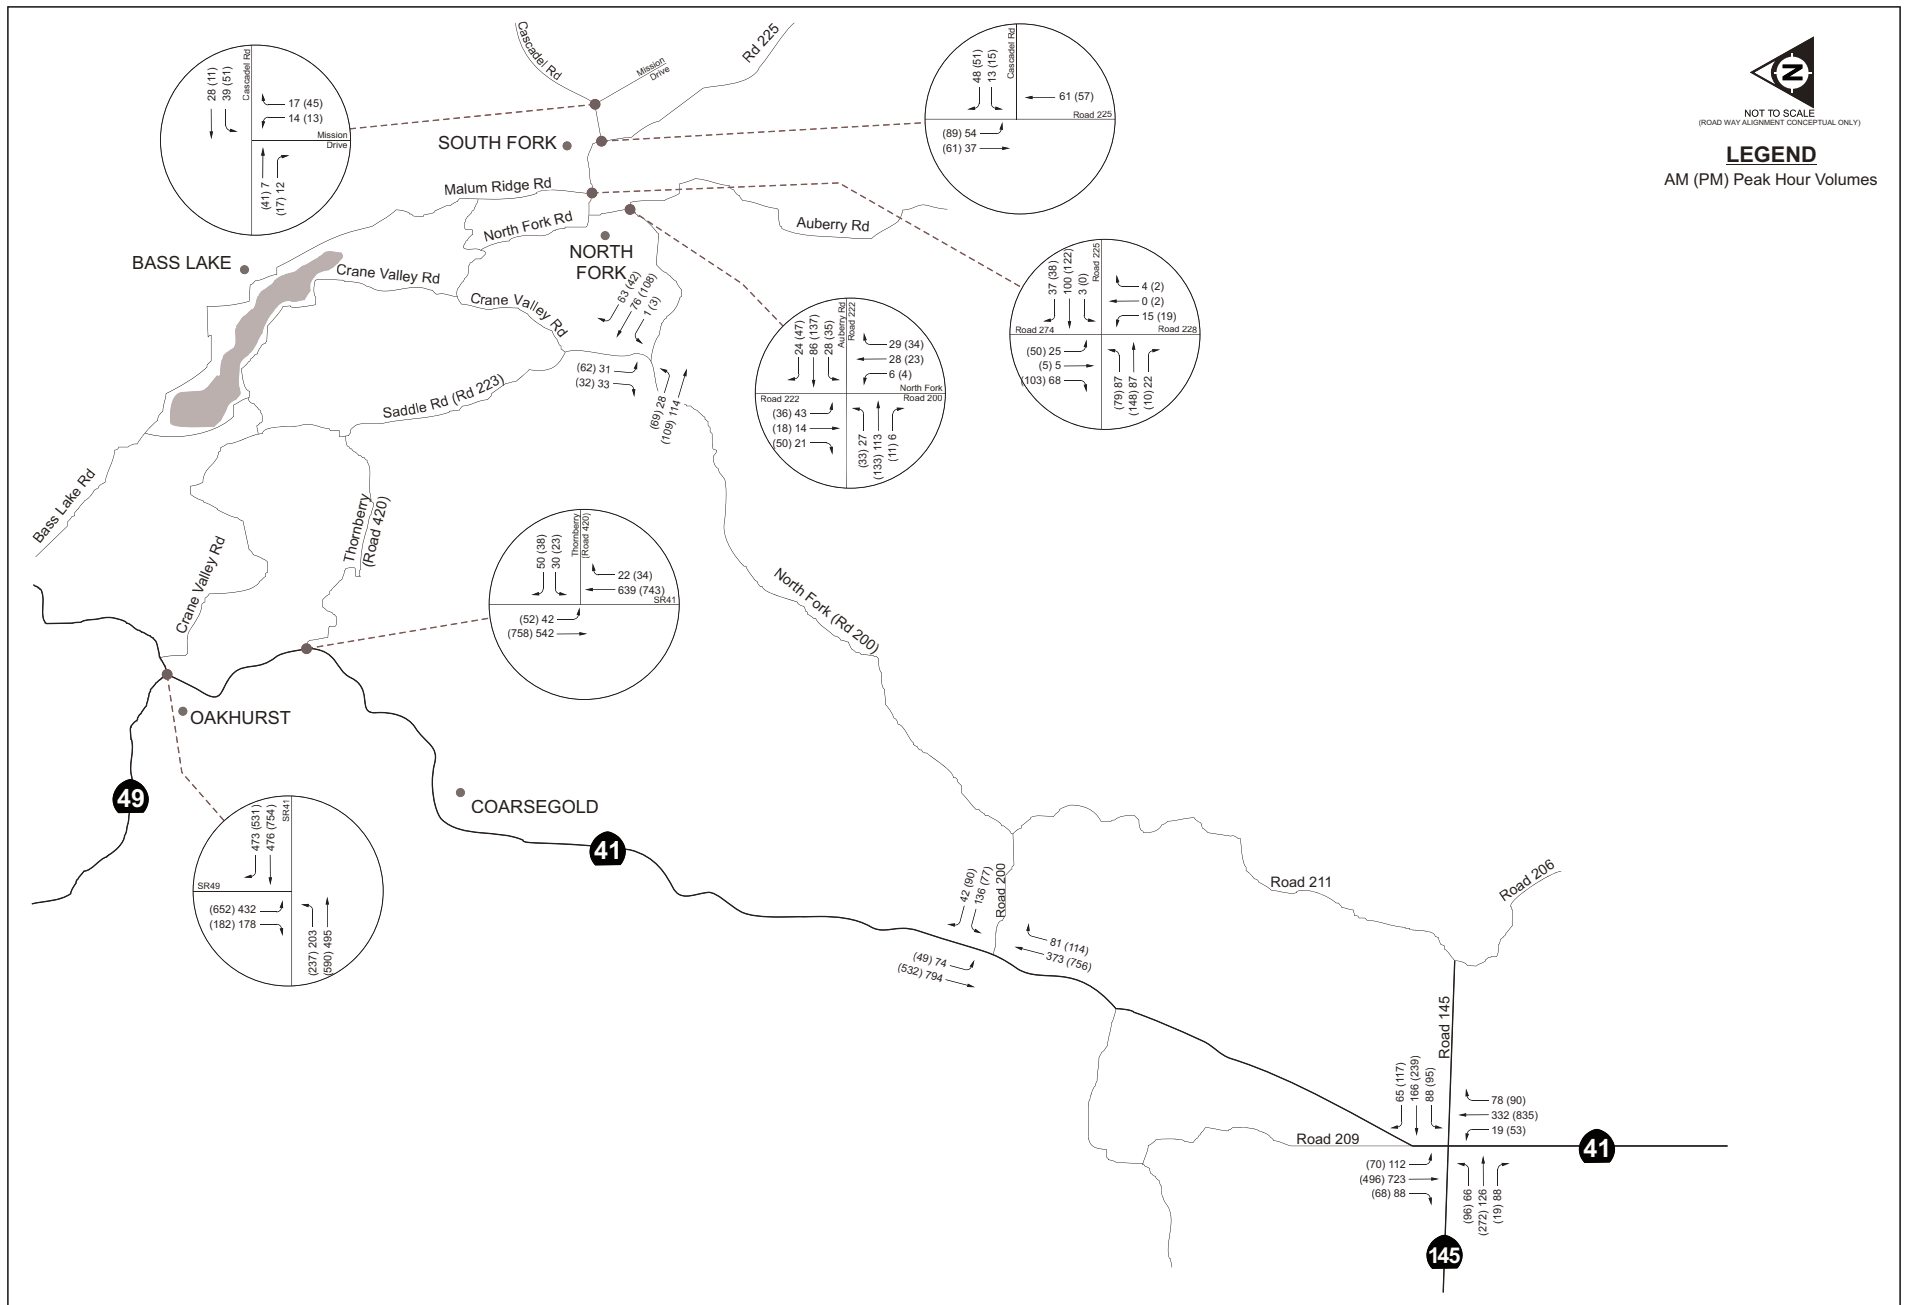 Cascadel Rd
Mission
Drive
Rd 225
SOUTH FORK
Malum Ridge Rd
North Fork Rd
NORTH
FORK
Auberry Rd
BASS LAKE
Crane Valley Rd
Crane Valley Rd
Saddle Rd (Rd 223)
Bass Lake Rd
Crane Valley Rd
Thornberry
(Road 420)
North Fork (Rd 200)
OAKHURST
COARSEGOLD
49
41
Road 200
Road 211
Road 206
Road 145
Road 209
41
145
N
NOT TO SCALE
(ROAD WAY ALIGNMENT CONCEPTUAL ONLY)
LEGEND
AM (PM) Peak Hour Volumes
28 (11)
39 (51)
Cascadel Rd
17 (45)
14 (13)
Mission
Drive
(41) 7
(17) 12
48 (51)
13 (15)
Cascadel Rd
61 (57)
Road 225
(89) 54
(61) 37
37 (38)
100 (122)
3 (0)
Road 225
4 (2)
0 (2)
15 (19)
Road 274
Road 228
(50) 25
(5) 5
(103) 68
(79) 87
(148) 87
(10) 22
24 (47)
86 (137)
28 (35)
Auberry Rd
Road 222
29 (34)
28 (23)
6 (4)
North Fork
Road 222
Road 200
(36) 43
(18) 14
(50) 21
(33) 27
(133) 113
(11) 6
63 (42)
76 (108)
1 (3)
(62) 31
(32) 33
(69) 28
(109) 114
50 (38)
30 (23)
Thornberry
(Road 420)
22 (34)
639 (743)
SR41
(52) 42
(758) 542
473 (531)
476 (754)
SR41
SR49
(652) 432
(182) 178
(237) 203
(590) 495
42 (90)
136 (77)
81 (114)
373 (756)
(49) 74
(532) 794
65 (117)
166 (239)
88 (95)
78 (90)
332 (835)
19 (53)
(70) 112
(496) 723
(68) 88
(96) 66
(272) 126
(19) 88